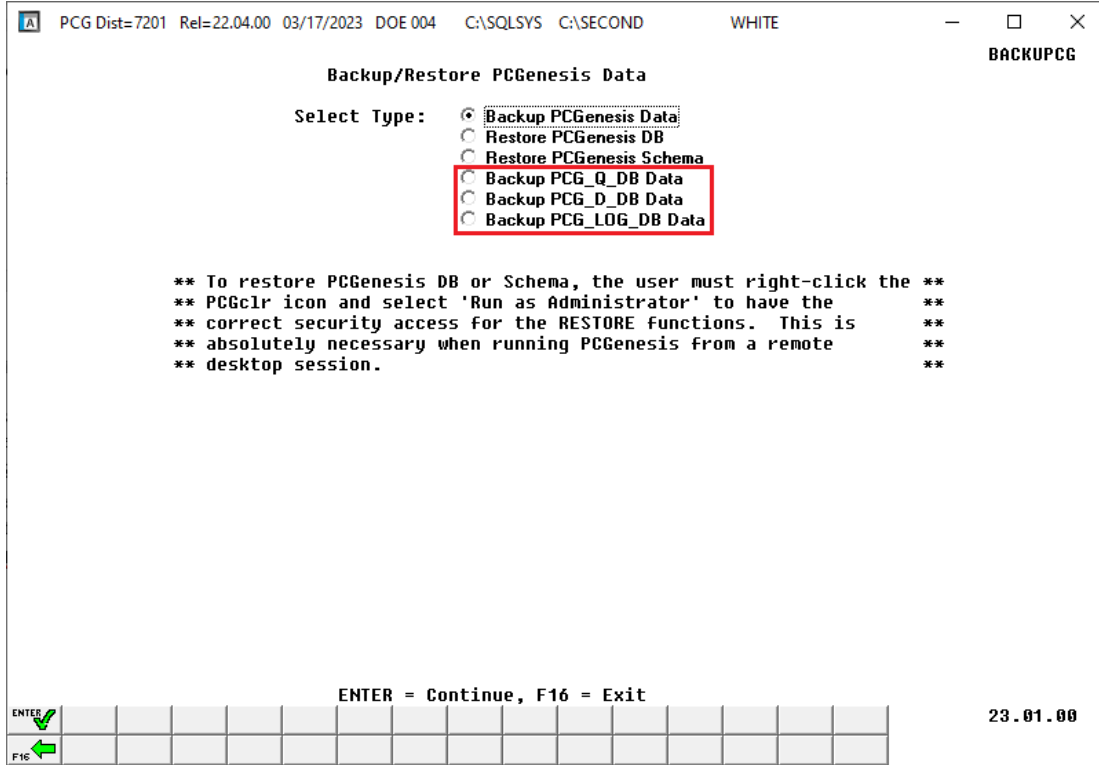 A PCG Dist=7201 Rel=22.04.00 03/17/2023 DOE 004 C:\SQLSYS C:\SECOND WHITE
BACKUPCG
Backup/Restore PCGenesis Data
Select Type: Backup PCGenesis Data
Restore PCGenesis DB
Restore PCGenesis Schema
Backup PCG_Q_DB Data
Backup PCG_D_DB Data
Backup PCG_LOG_DB Data
** To restore PCGenesis DB or Schema, the user must right-click the **
** PCGclr icon and select 'Run as Administrator' to have the **
** correct security access for the RESTORE functions. This is **
** absolutely necessary when running PCGenesis from a remote **
** desktop session. **
ENTER = Continue, F16 = Exit
ENTER
23.01.00
F16